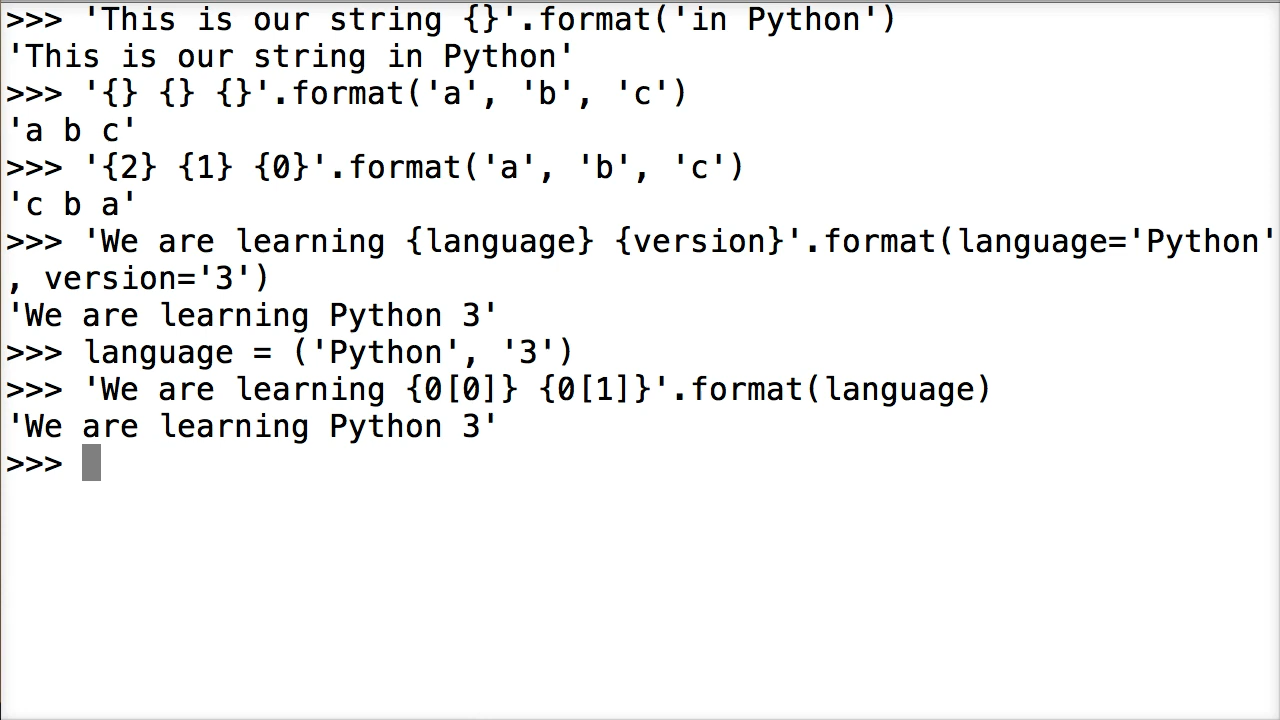 >>> 'This is our string {}'.format('in Python')
'This is our string in Python'
>>> '{} {} {}'.format('a', 'b', 'c')
'a b c'
>>> '{2} {1} {0}'.format('a', 'b', 'c')
'c b a'
>>> 'We are learning {language} {version}'.format(language='Python'
, version='3')
'We are learning Python 3'
>>> language = ('Python', '3')
>>> 'We are learning {0[0]} {0[1]}'.format(language)
'We are learning Python 3'
>>>